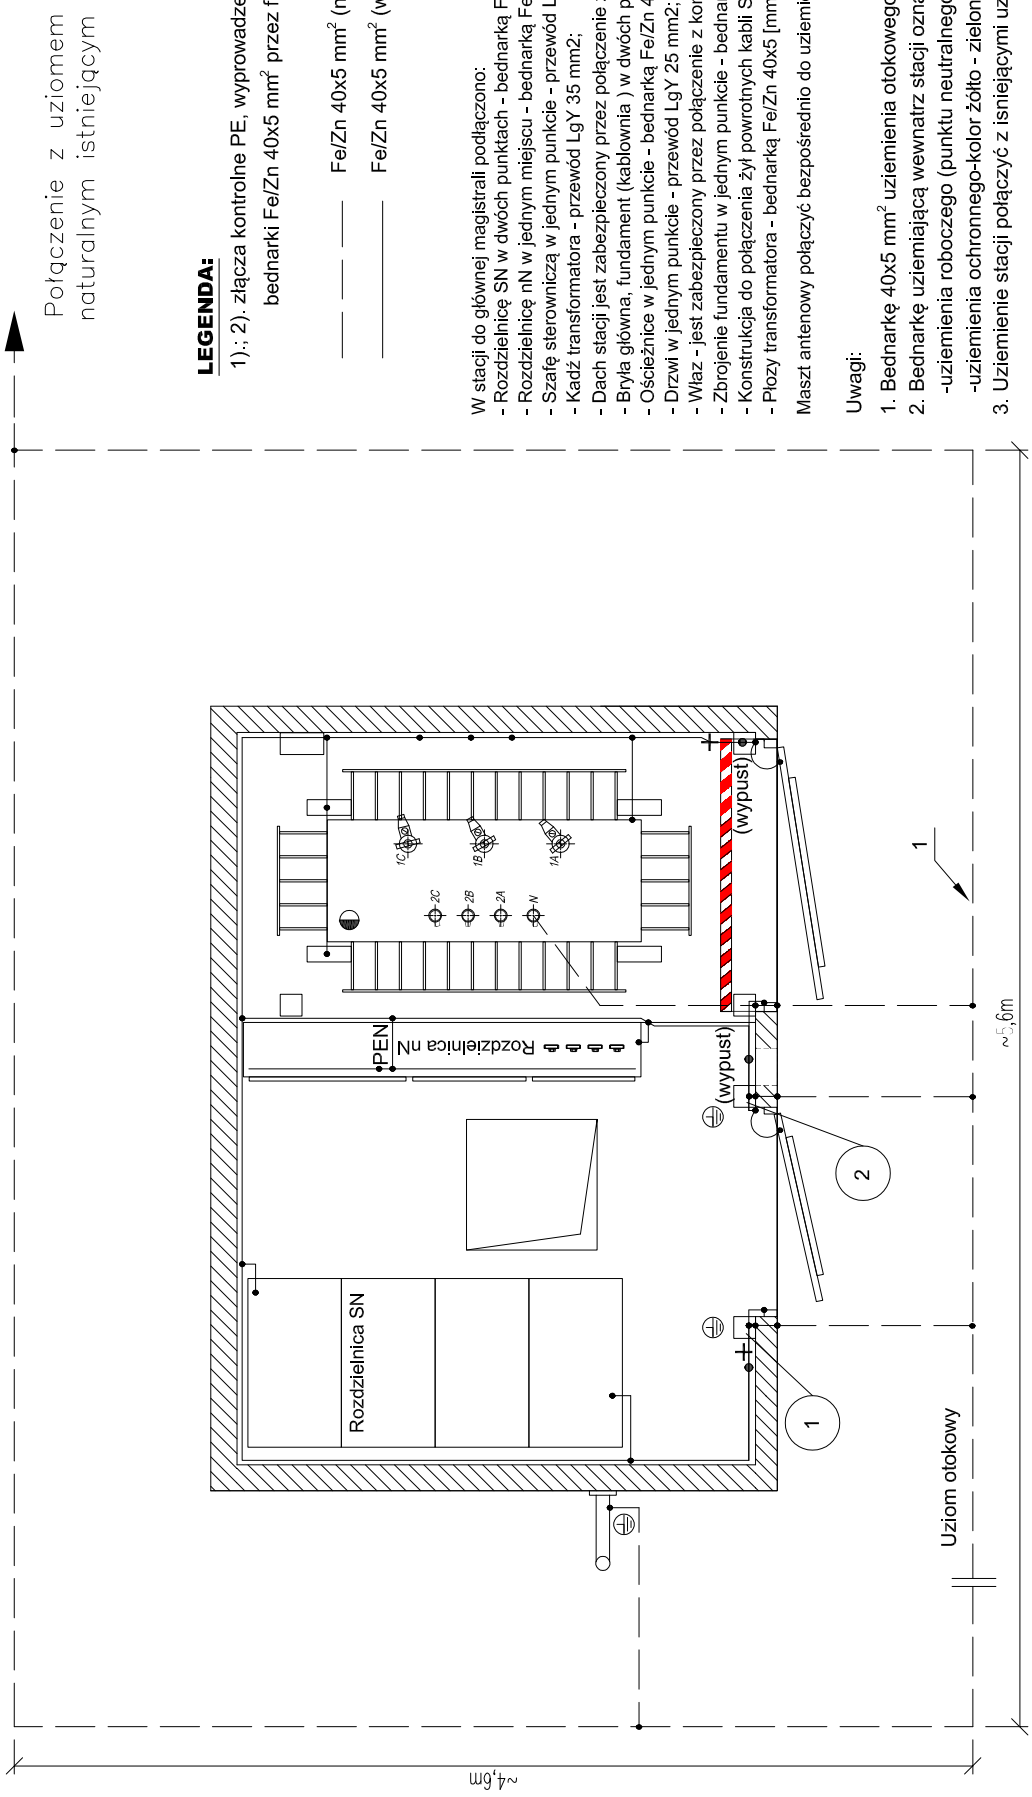 Połączenie z uziomem
naturalnym istniejącym
LEGENDA:
1).; 2). złącza kontrolne PE, wyprowadze
bednarki Fe/Zn 40x5 mm² przez f
Fe/Zn 40x5 mm² (n
Fe/Zn 40x5 mm² (w
W stacji do głównej magistrali podłączono:
- Rozdzielnicę SN w dwóch punktach - bednarką F
- Rozdzielnicę nN w jednym miejscu - bednarką Fe
- Szafę sterowniczą w jednym punkcie - przewód L
- Kadź transformatora - przewód LgY 35 mm2;
- Dach stacji jest zabezpieczony przez połączenie z
- Bryła główna, fundament (kablownia ) w dwóch p
- Ościeżnice w jednym punkcie - bednarką Fe/Zn 4
- Drzwi w jednym punkcie - przewód LgY 25 mm2;
- Właz - jest zabezpieczony przez połączenie z kon
- Zbrojenie fundamentu w jednym punkcie - bednar
- Konstrukcja do połączenia żył powrotnych kabli S
- Płozy transformatora - bednarką Fe/Zn 40x5 [mm
Maszt antenowy połączyć bezpośrednio do uziemie
Uwagi:
1. Bednarkę 40x5 mm² uziemienia otokowego
2. Bednarkę uziemiającą wewnatrz stacji ozna
-uziemienia roboczego (punktu neutralnego
-uziemienia ochronnego-kolor żółto - zielon
3. Uziemienie stacji połączyć z isniejącymi uz
1C
1B
1A
2C
2B
2A
N
PEN
Rozdzielnica nN
(wypust)
(wypust)
Rozdzielnica SN
1
2
1
Uziom otokowy
~5,6m
~4,6m